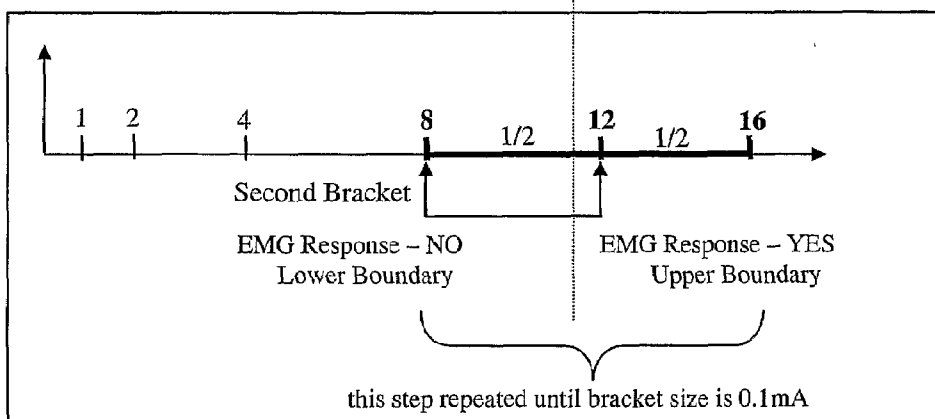 1 2 4 8 12 16
1/2 1/2
Second Bracket
EMG Response – NO
Lower Boundary
EMG Response – YES
Upper Boundary
this step repeated until bracket size is 0.1mA